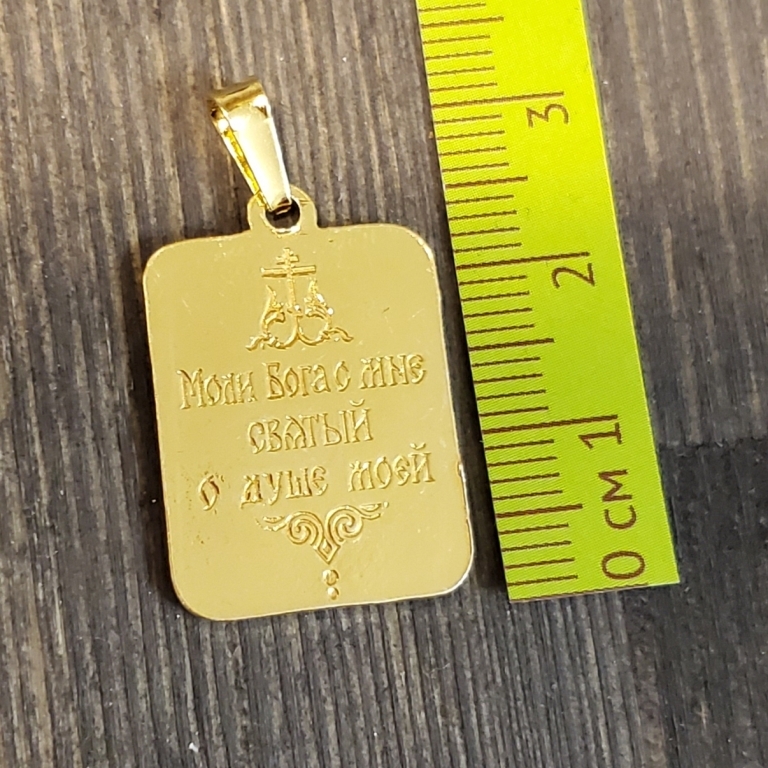 Моли Бога о мне
святый
о душе моей
3
2
1
0 см